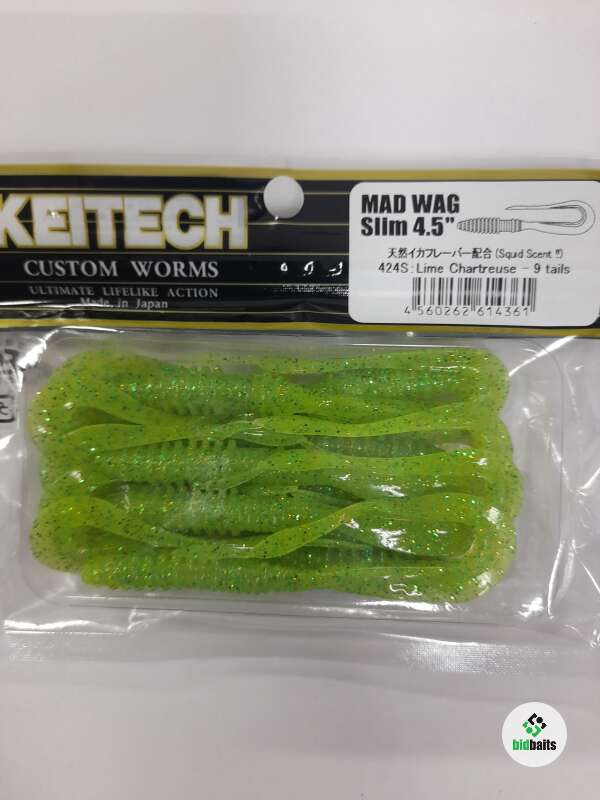 KEITECH
CUSTOM WORMS
ULTIMATE LIFELIKE ACTION
Made in Japan
MAD WAG
Slim 4.5"
天然イカフレーバー配合 (Squid Scent !!)
424S : Lime Chartreuse - 9 tails
4 560262 614361
bidbaits